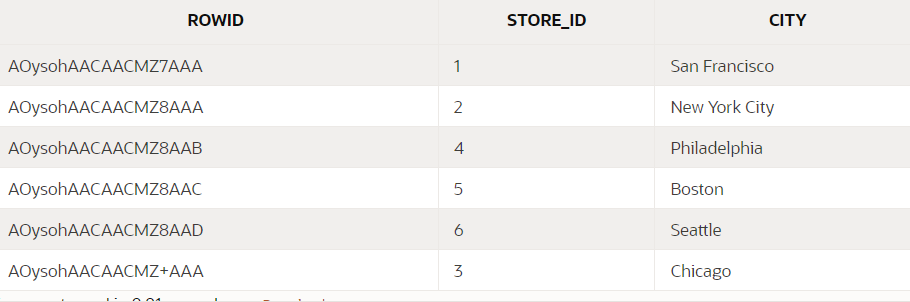 ROWID STORE_ID CITY
AOysohAACAACMZ7AAA 1 San Francisco
AOysohAACAACMZ8AAA 2 New York City
AOysohAACAACMZ8AAB 4 Philadelphia
AOysohAACAACMZ8AAC 5 Boston
AOysohAACAACMZ8AAD 6 Seattle
AOysohAACAACMZ+AAA 3 Chicago